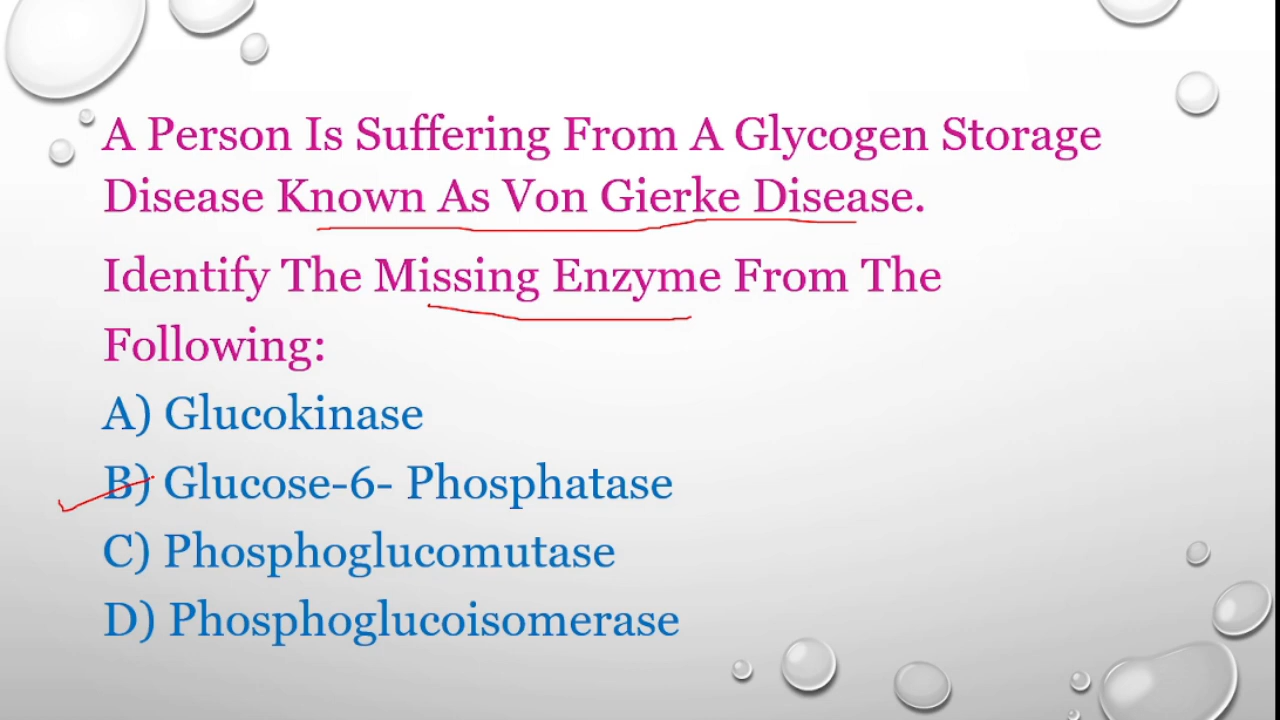 A Person Is Suffering From A Glycogen Storage
Disease Known As Von Gierke Disease.
Identify The Missing Enzyme From The
Following:
A) Glucokinase
B) Glucose-6- Phosphatase
C) Phosphoglucomutase
D) Phosphoglucoisomerase